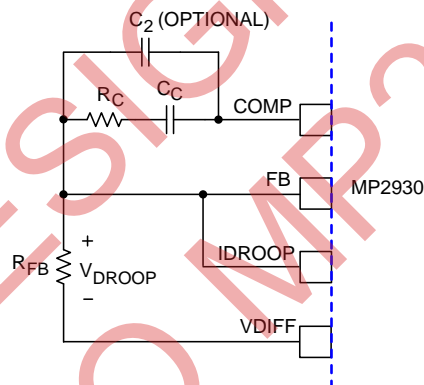 C2 (OPTIONAL)
RC
CC
COMP
FB
MP2930
+
RFB
VDROOP
−
IDROOP
VDIFF